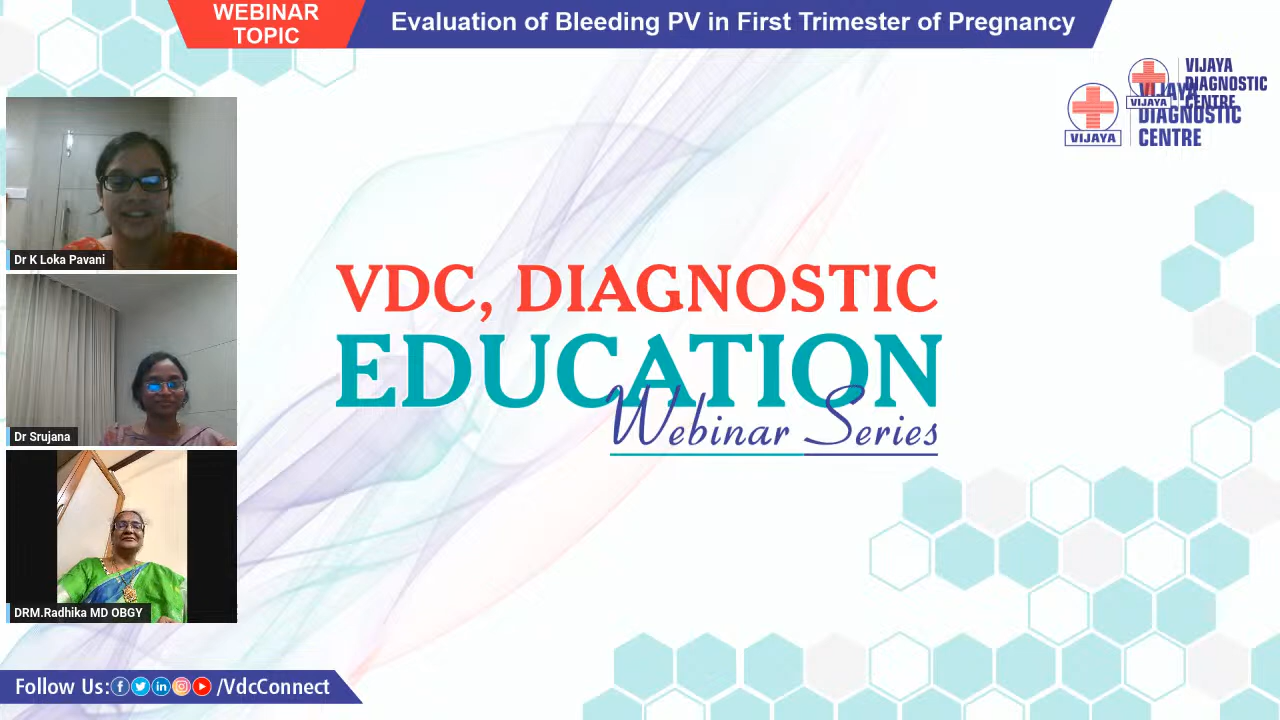 WEBINAR
TOPIC
Evaluation of Bleeding PV in First Trimester of Pregnancy
VIJAYA
DIAGNOSTIC
CENTRE
VIJAYA
VIJAYA
DIAGNOSTIC
CENTRE
VIJAYA
Dr K Loka Pavani
Dr Srujana
DRM.Radhika MD OBGY
VDC, DIAGNOSTIC
EDUCATION
Webinar Series
Follow Us: /VdcConnect